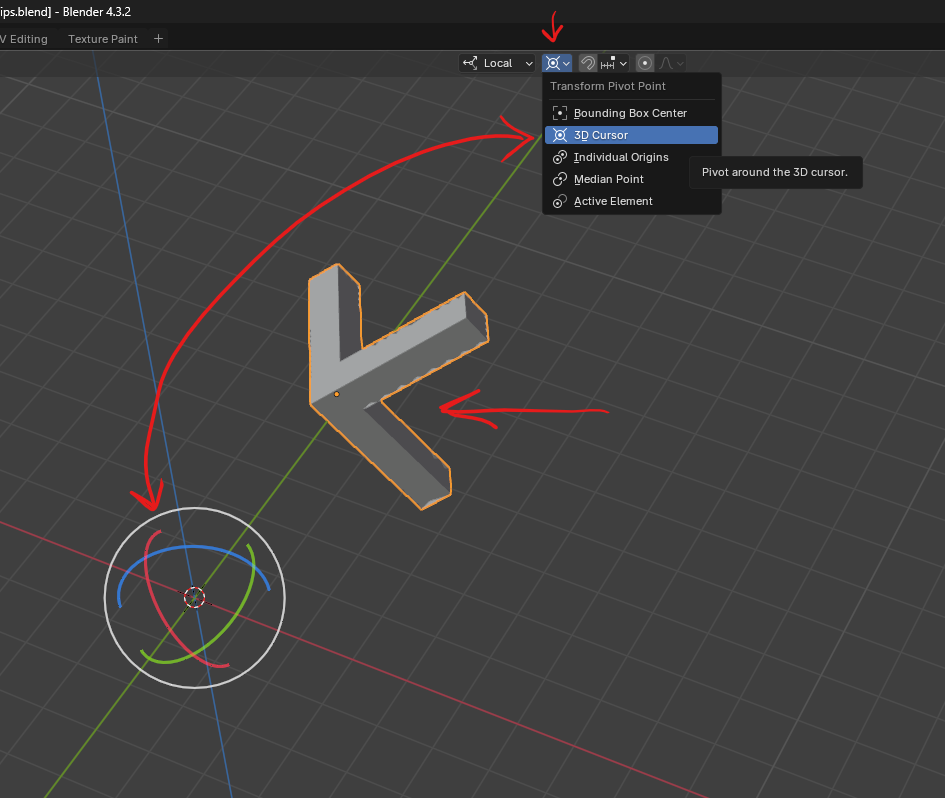 ips.blend] - Blender 4.3.2
V Editing Texture Paint +
Local
Transform Pivot Point
Bounding Box Center
3D Cursor
Individual Origins
Pivot around the 3D cursor.
Median Point
Active Element